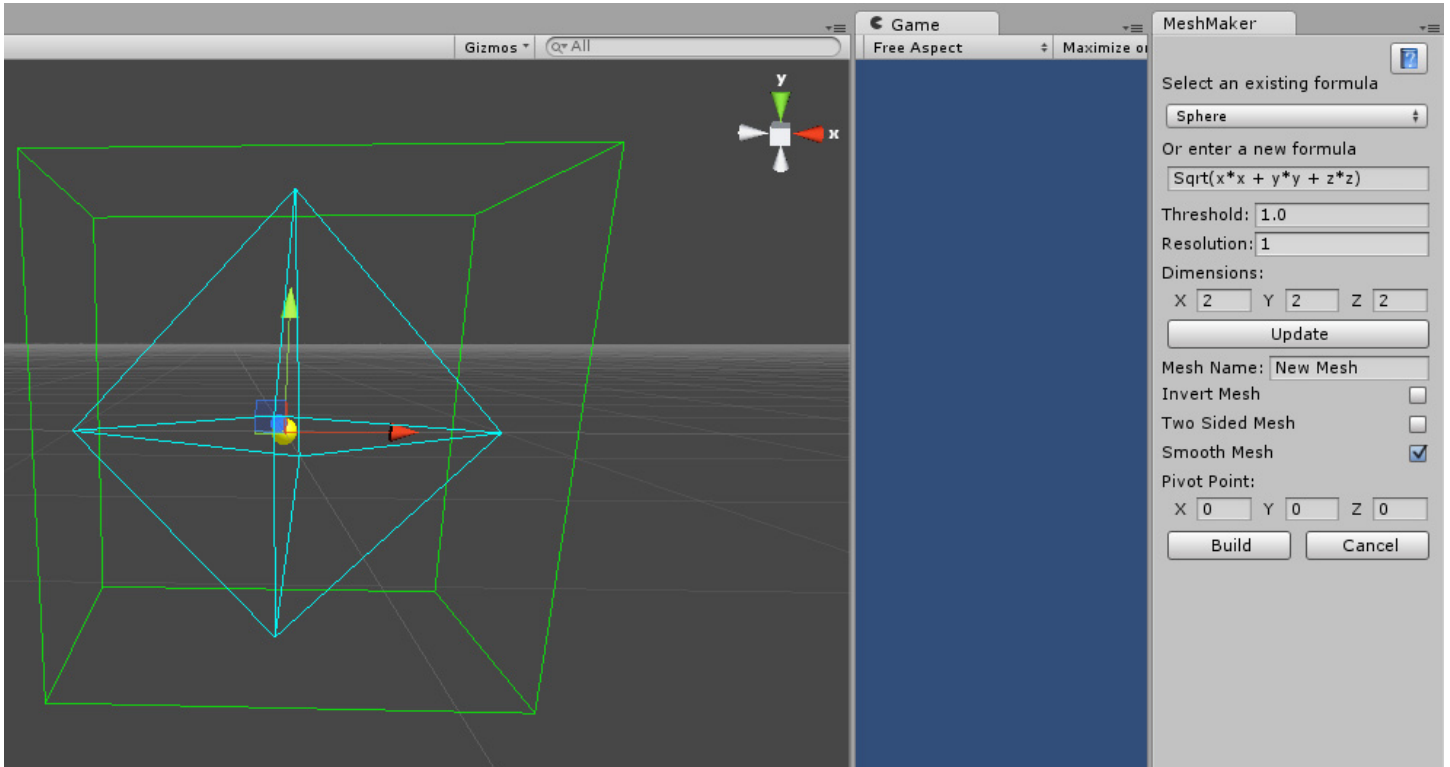 Gizmos
All
y
x
Game
Free Aspect
Maximize o
MeshMaker
Select an existing formula
Sphere
Or enter a new formula
Sqrt(x*x + y*y + z*z)
Threshold: 1.0
Resolution: 1
Dimensions:
X 2 Y 2 Z 2
Update
Mesh Name: New Mesh
Invert Mesh
Two Sided Mesh
Smooth Mesh
Pivot Point:
X 0 Y 0 Z 0
Build Cancel